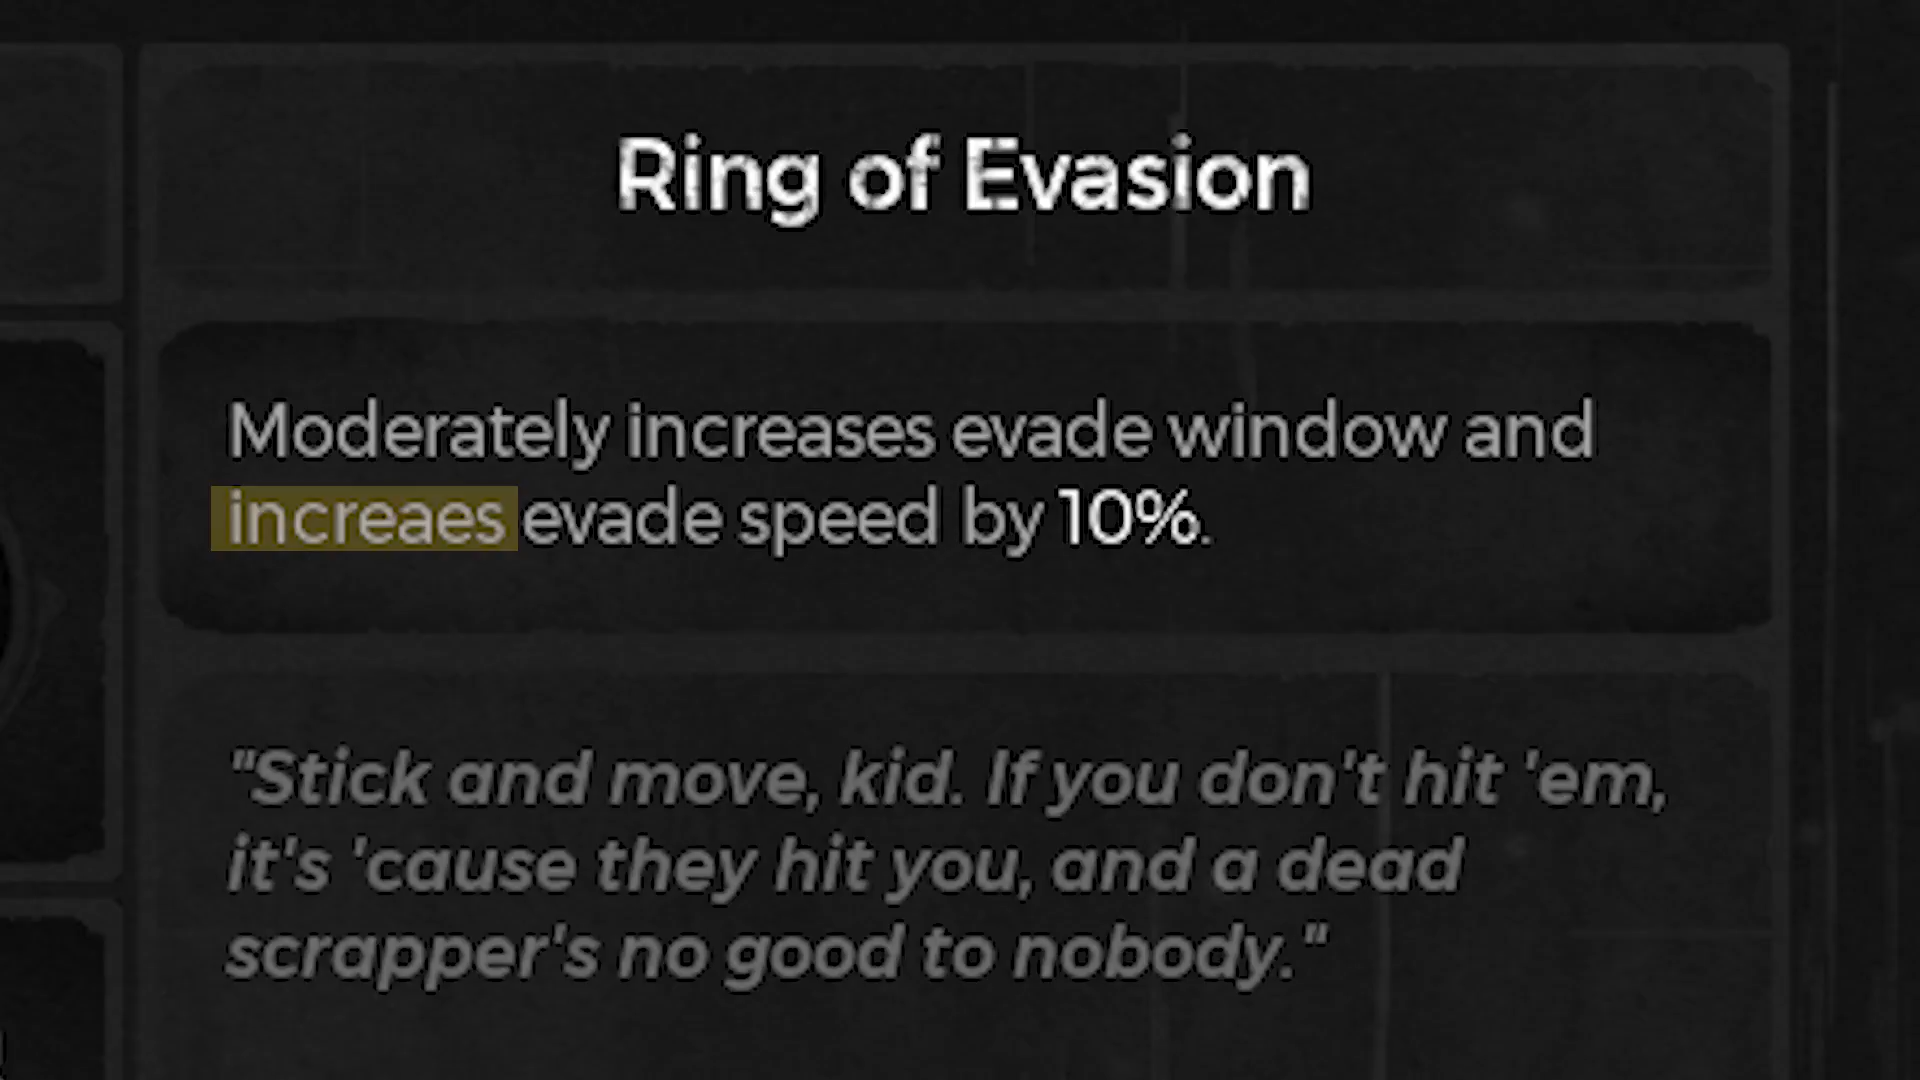 Ring of Evasion
Moderately increases evade window and
increaes evade speed by 10%.
"Stick and move, kid. If you don't hit 'em,
it's 'cause they hit you, and a dead
scrapper's no good to nobody."